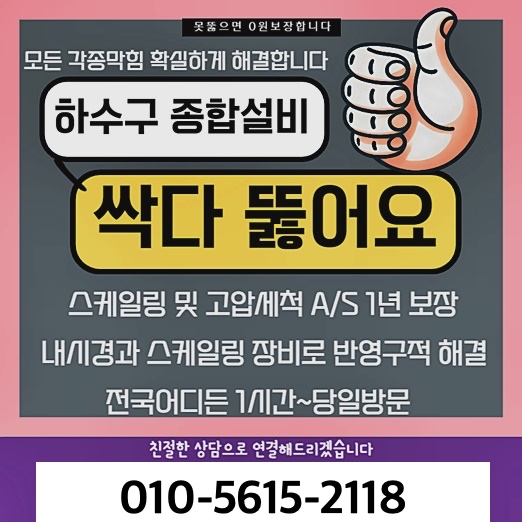 못뚫으면 0원보장합니다
모든 각종막힘 확실하게 해결합니다
하수구 종합설비
싹다 뚫어요
스케일링 및 고압세척 A/S 1년 보장
내시경과 스케일링 장비로 반영구적 해결
전국어디든 1시간~당일방문
친절한 상담으로 연결해드리겠습니다
010-5615-2118